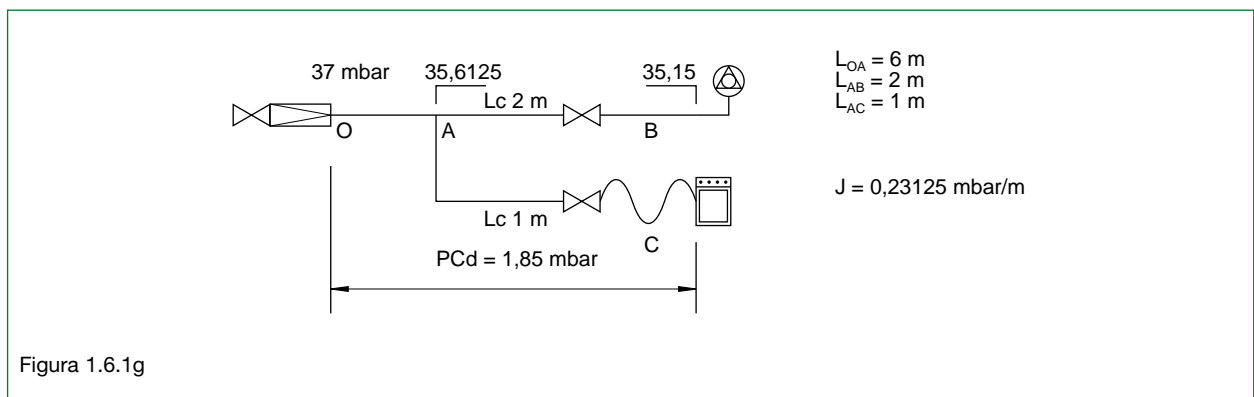 37 mbar
35,6125
35,15
Lc 2 m
O
A
B
Lc 1 m
C
PCd = 1,85 mbar
L_OA = 6 m
L_AB = 2 m
L_AC = 1 m
J = 0,23125 mbar/m
Figura 1.6.1g